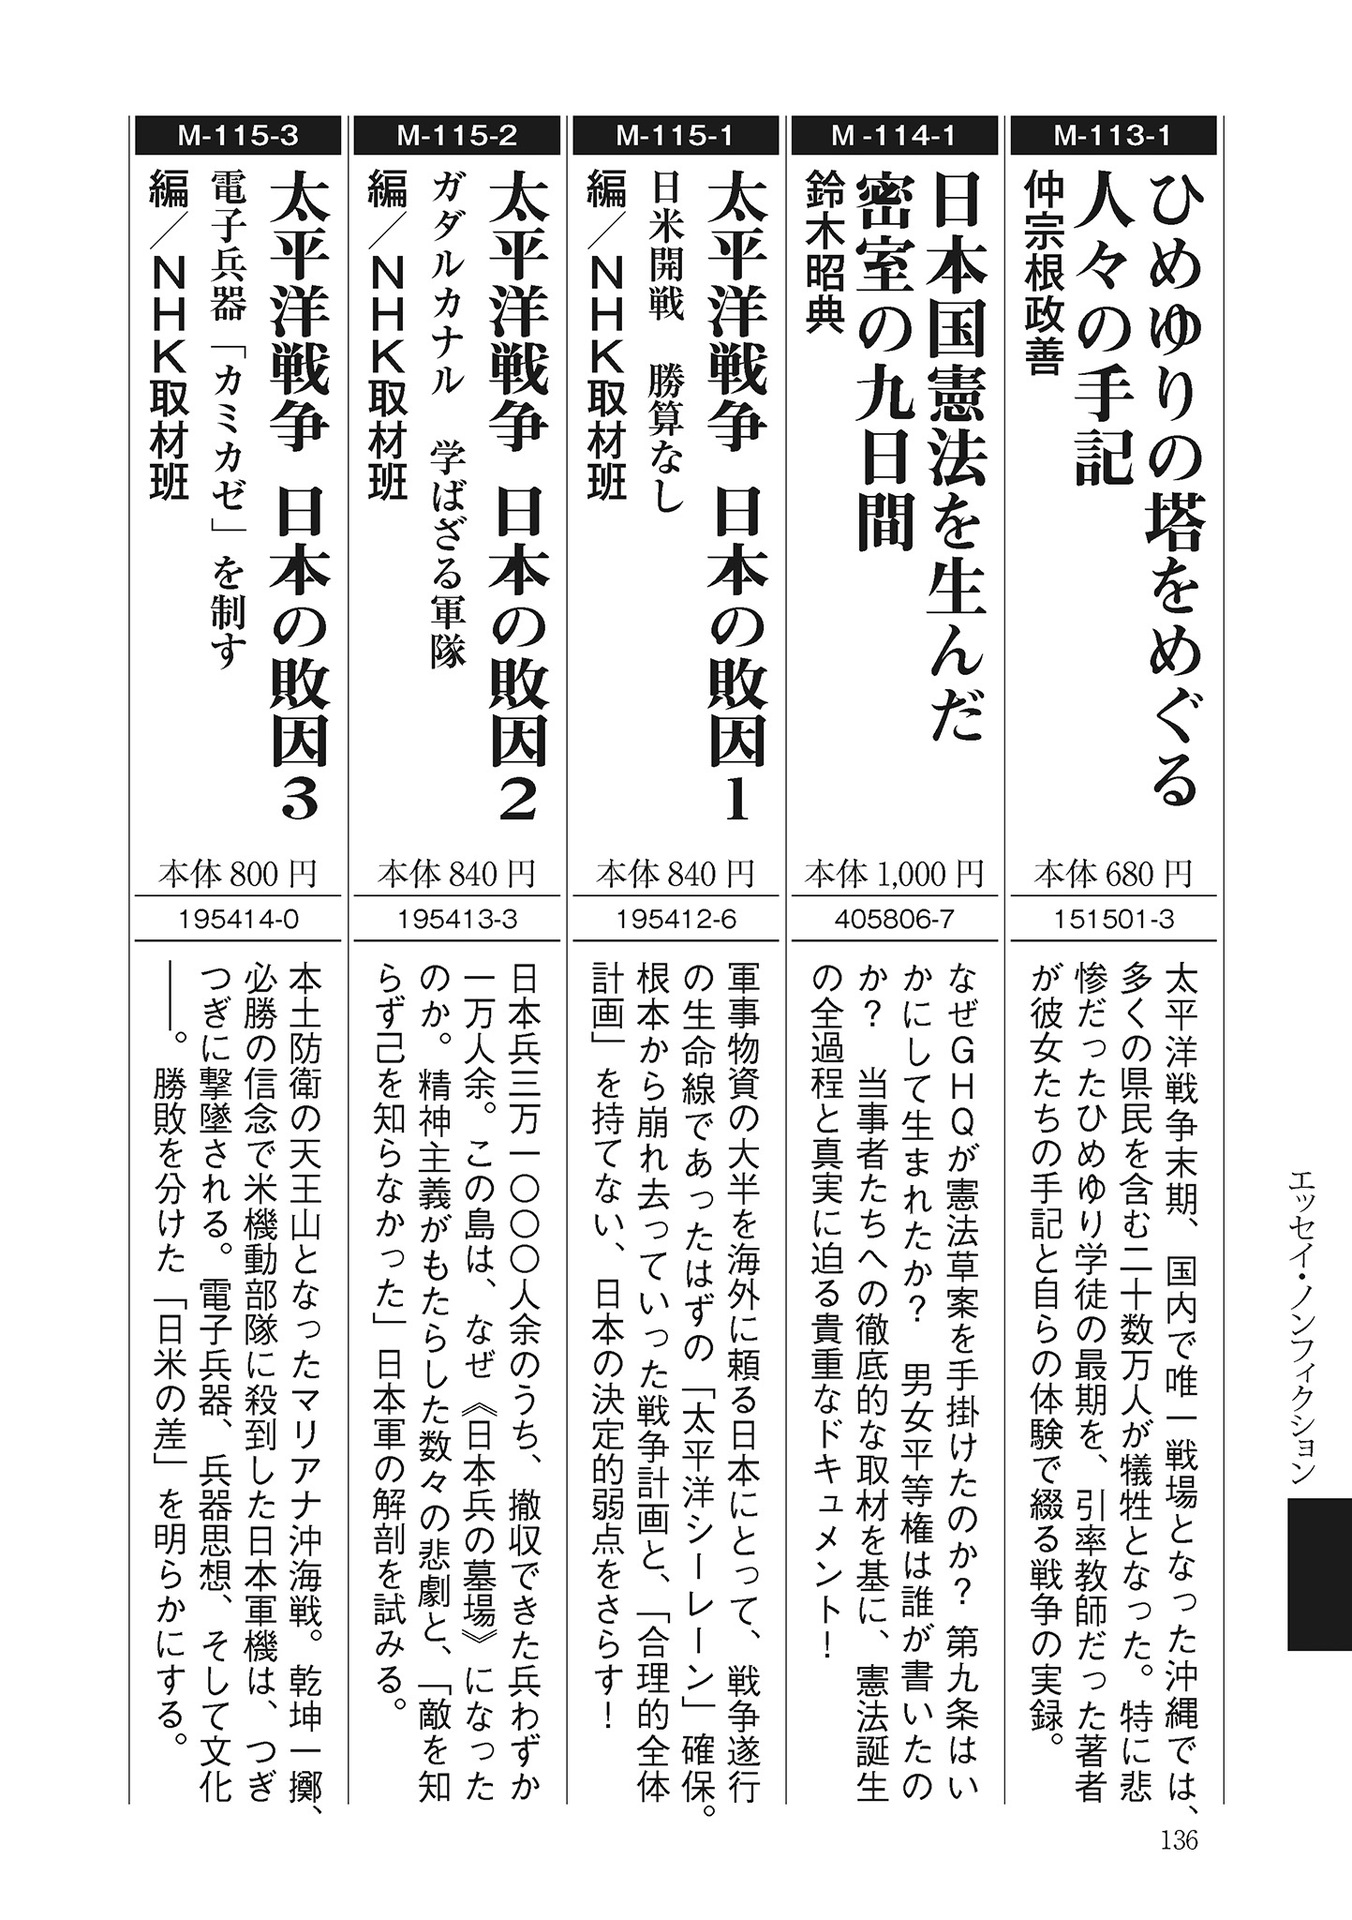 M-113-1
ひめゆりの塔をめぐる
人々の手記
仲宗根政善
本体680円
151501-3
太平洋戦争末期、国内で唯一戦場となった沖縄では、
多くの県民を含む二十数万人が犠牲となった。特に悲
惨だったひめゆり学徒の最期を、引率教師だった著者
が彼女たちの手記と自らの体験で綴る戦争の実録。
M-114-1
日本国憲法を生んだ
密室の九日間
鈴木昭典
本体1,000円
405806-7
なぜGHQが憲法草案を手掛けたのか？第九条はい
かにして生まれたか？　男女平等権は誰が書いたの
か？　当事者たちへの徹底的な取材を基に、憲法誕生
の全過程と真実に迫る貴重なドキュメント！
M-115-1
太平洋戦争　日本の敗因1
日米開戦　勝算なし
編／NHK取材班
本体840円
195412-6
軍事物資の大半を海外に頼る日本にとって、戦争遂行
の生命線であったはずの「太平洋シーレーン」確保。
根本から崩れ去っていった戦争計画と、「合理的全体
計画」を持てない、日本の決定的弱点をさらす！
M-115-2
太平洋戦争　日本の敗因2
ガダルカナル　学ばざる軍隊
編／NHK取材班
本体840円
195413-3
日本兵三万一〇〇〇人余のうち、撤収できた兵わずか
一万人余。この島は、なぜ《日本兵の墓場》になった
のか。精神主義がもたらした数々の悲劇と、「敵を知
らず己を知らなかった」日本軍の解剖を試みる。
M-115-3
太平洋戦争　日本の敗因3
電子兵器「カミカゼ」を制す
編／NHK取材班
本体800円
195414-0
本土防衛の天王山となったマリアナ沖海戦。乾坤一擲、
必勝の信念で米機動部隊に殺到した日本軍機は、つぎ
つぎに撃墜される。電子兵器、兵器思想、そして文化
――。勝敗を分けた「日米の差」を明らかにする。
エッセイ・ノンフィクション
136